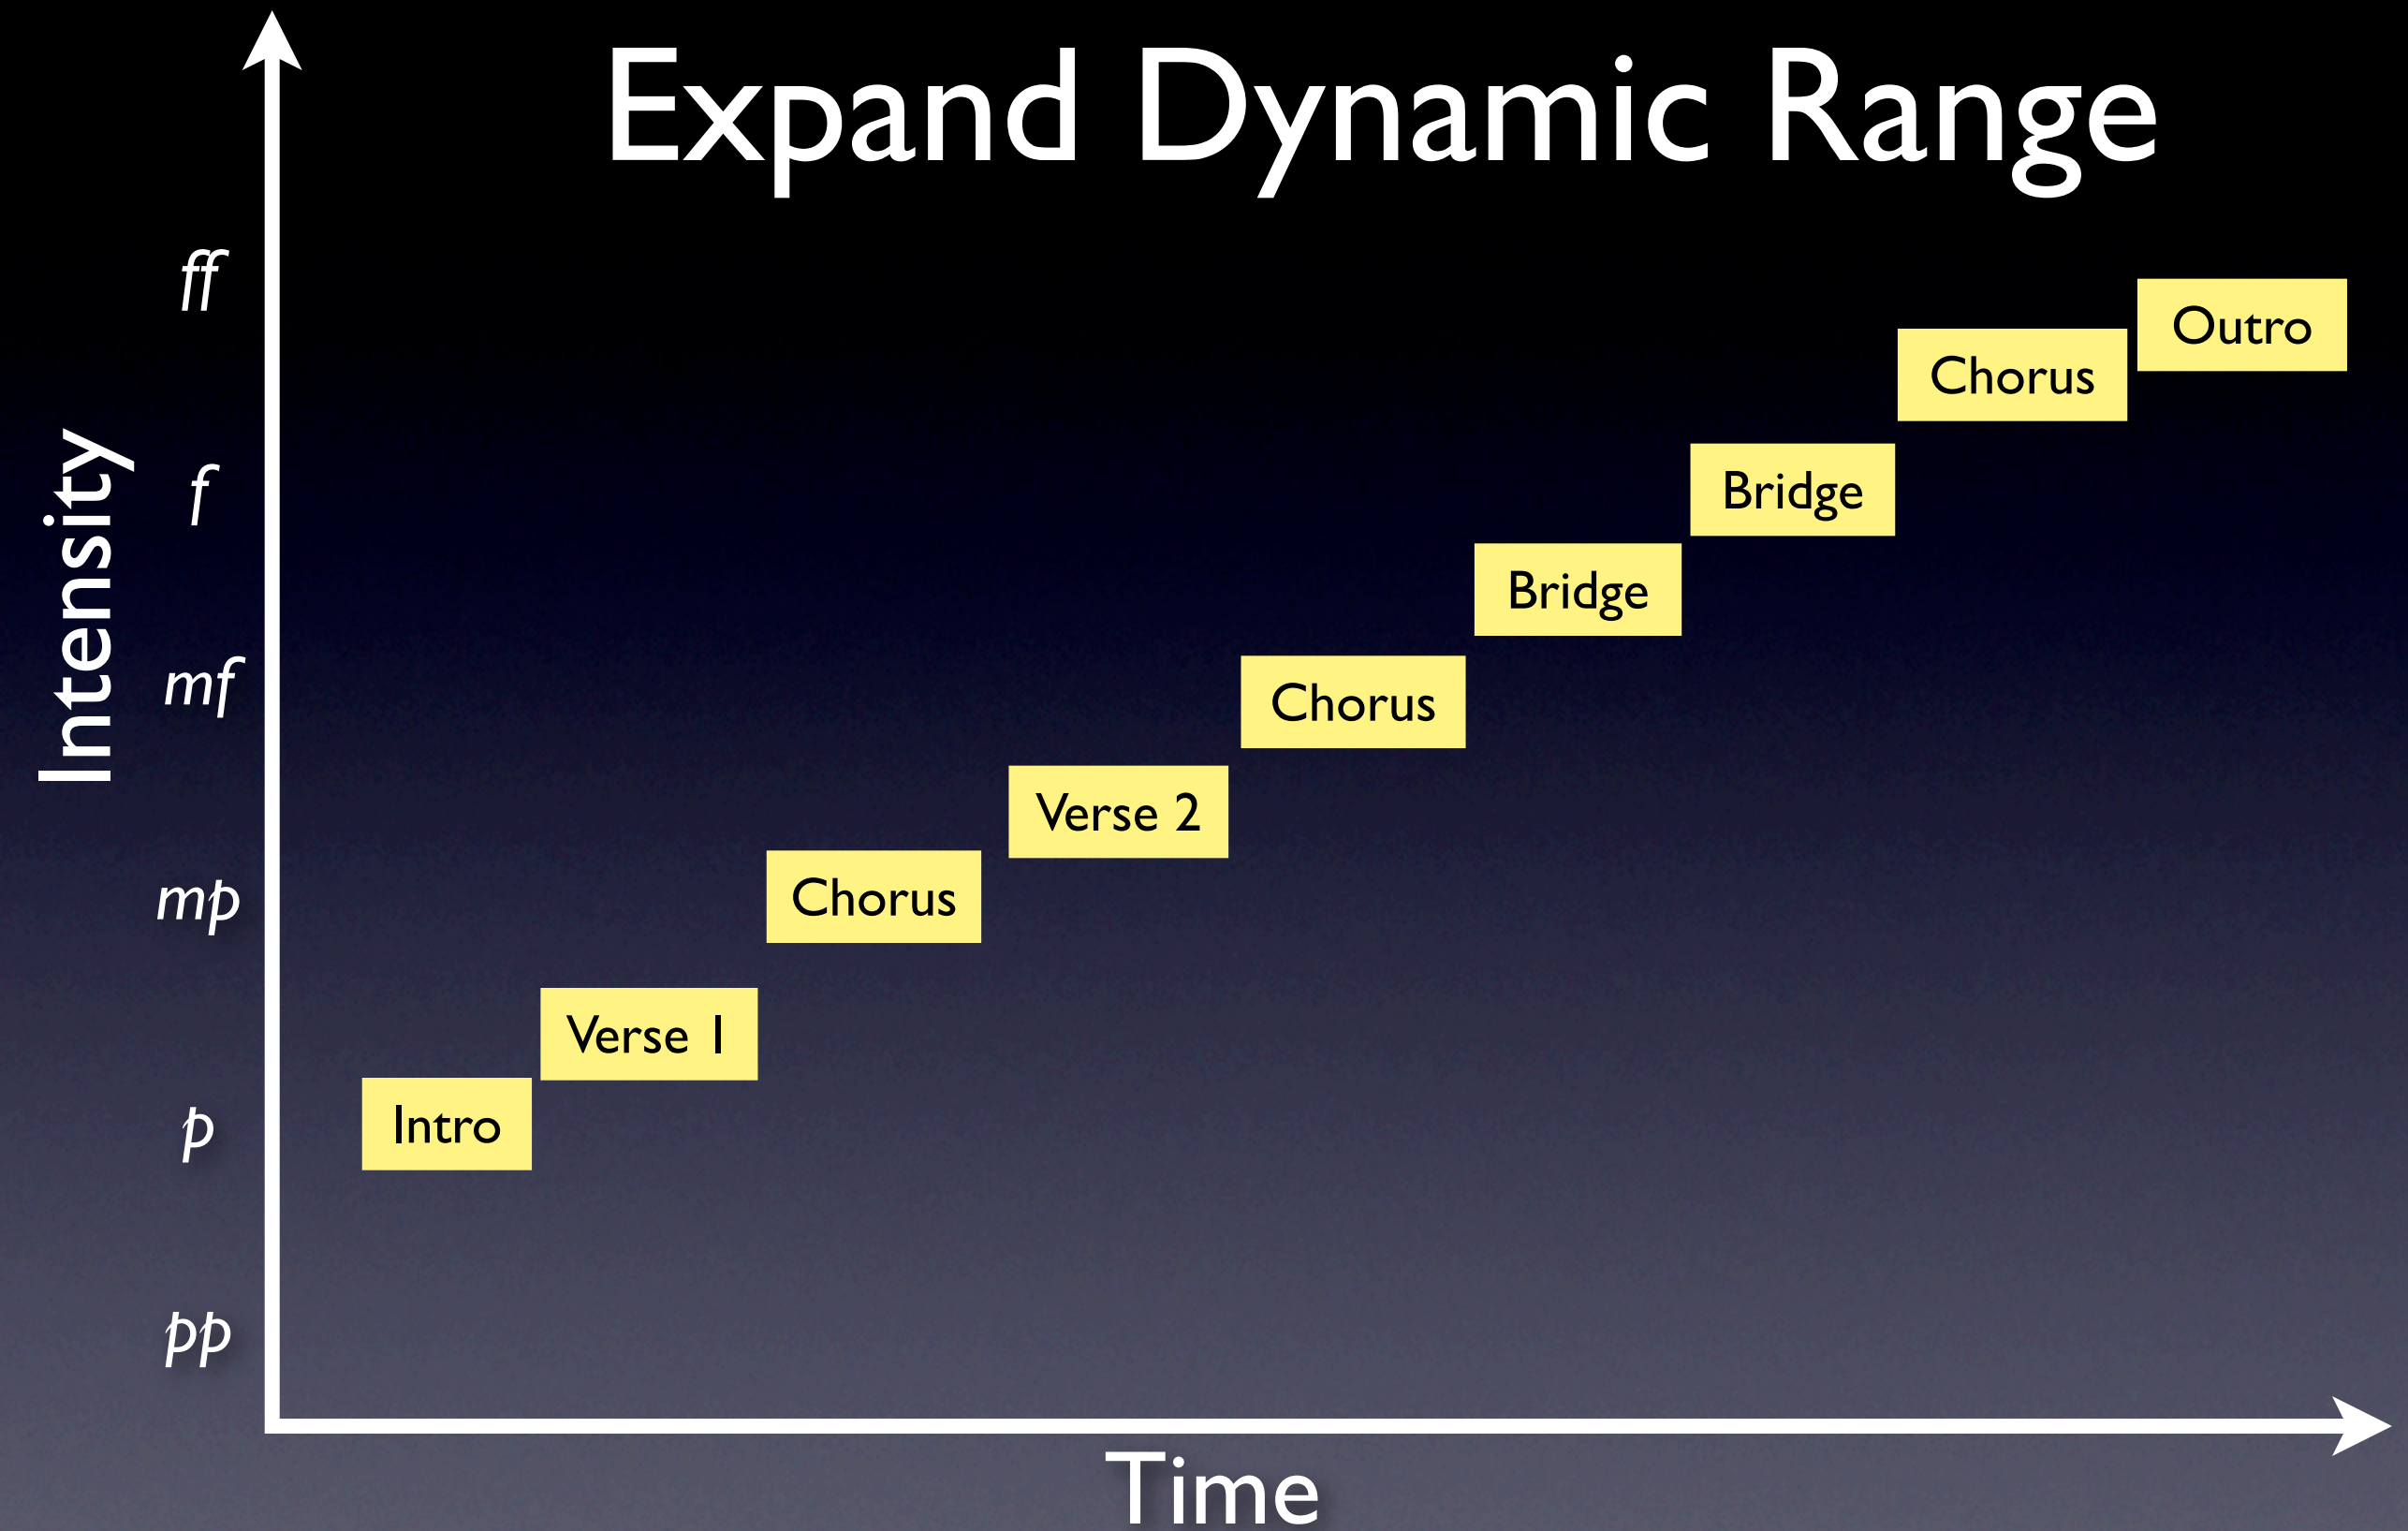 Expand Dynamic Range
Intensity
ff
f
mf
mp
p
pp
Intro
Verse 1
Chorus
Verse 2
Chorus
Bridge
Bridge
Chorus
Outro
Time